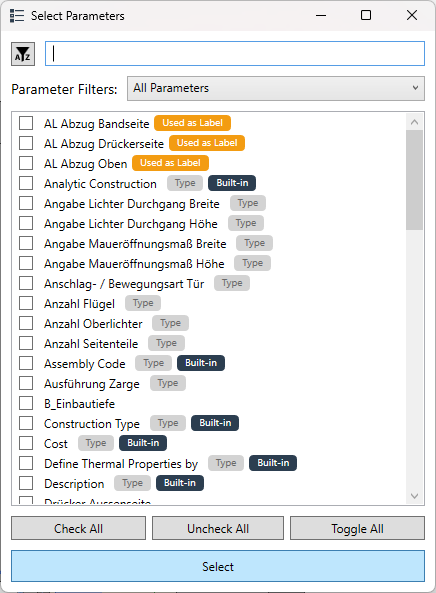 Select Parameters
AZ
Parameter Filters: All Parameters
AL Abzug Bandseite Used as Label
AL Abzug Drückerseite Used as Label
AL Abzug Oben Used as Label
Analytic Construction Type Built-in
Angabe Lichter Durchgang Breite Type
Angabe Lichter Durchgang Höhe Type
Angabe Maueröffnungsmaß Breite Type
Angabe Maueröffnungsmaß Höhe Type
Anschlag- / Bewegungsart Tür Type
Anzahl Flügel Type
Anzahl Oberlichter Type
Anzahl Seitenteile Type
Assembly Code Type Built-in
Ausführung Zarge Type
B_Einbautiefe
Construction Type Type Built-in
Cost Type Built-in
Define Thermal Properties by Type Built-in
Description Type Built-in
Drücker Aussenseite
Check All Uncheck All Toggle All
Select